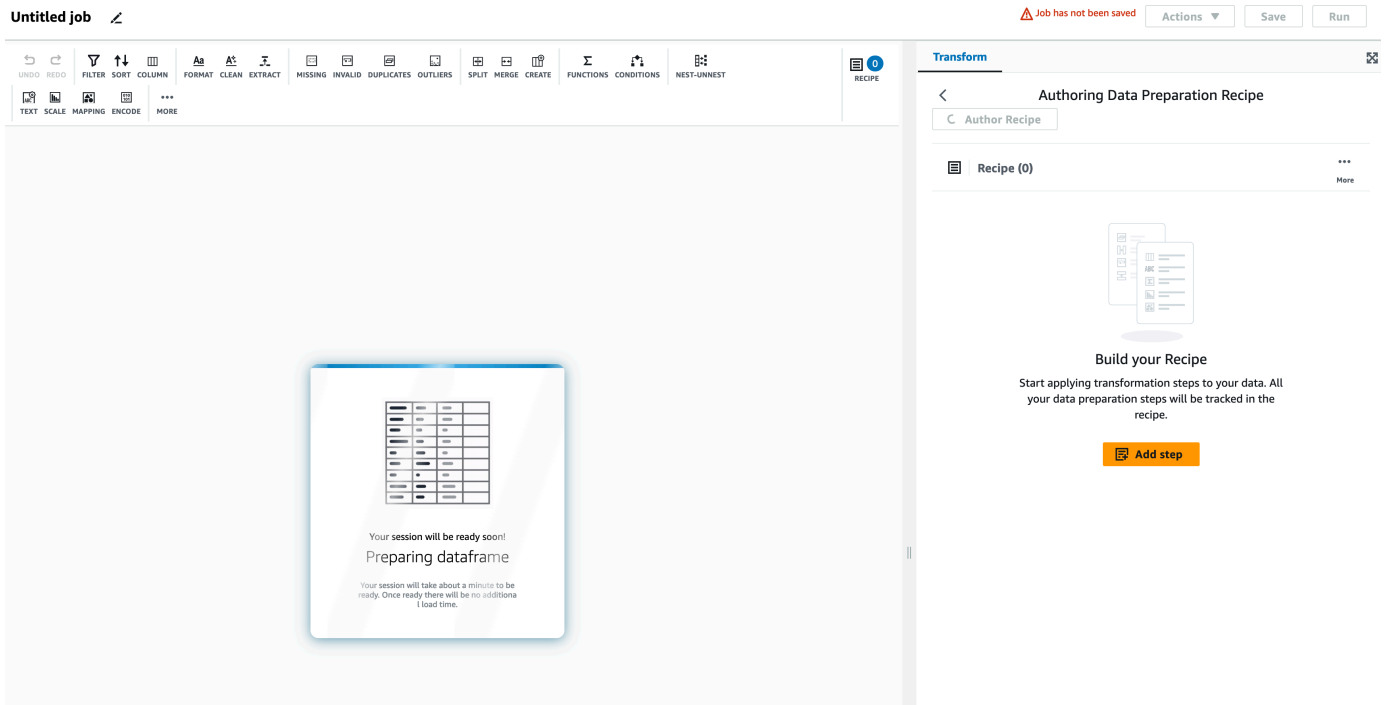 Untitled job
Job has not been saved
Actions
Save
Run
UNDO REDO FILTER SORT COLUMN FORMAT CLEAN EXTRACT MISSING INVALID DUPLICATES OUTLIERS SPLIT MERGE CREATE FUNCTIONS CONDITIONS NEST-UNNEST
0
RECIPE
TEXT SCALE MAPPING ENCODE MORE
Your session will be ready soon!
Preparing dataframe
Your session will take about a minute to be
ready. Once ready there will be no additiona
l load time.
Transform
Authoring Data Preparation Recipe
Author Recipe
Recipe (0)
More
Build your Recipe
Start applying transformation steps to your data. All
your data preparation steps will be tracked in the
recipe.
Add step